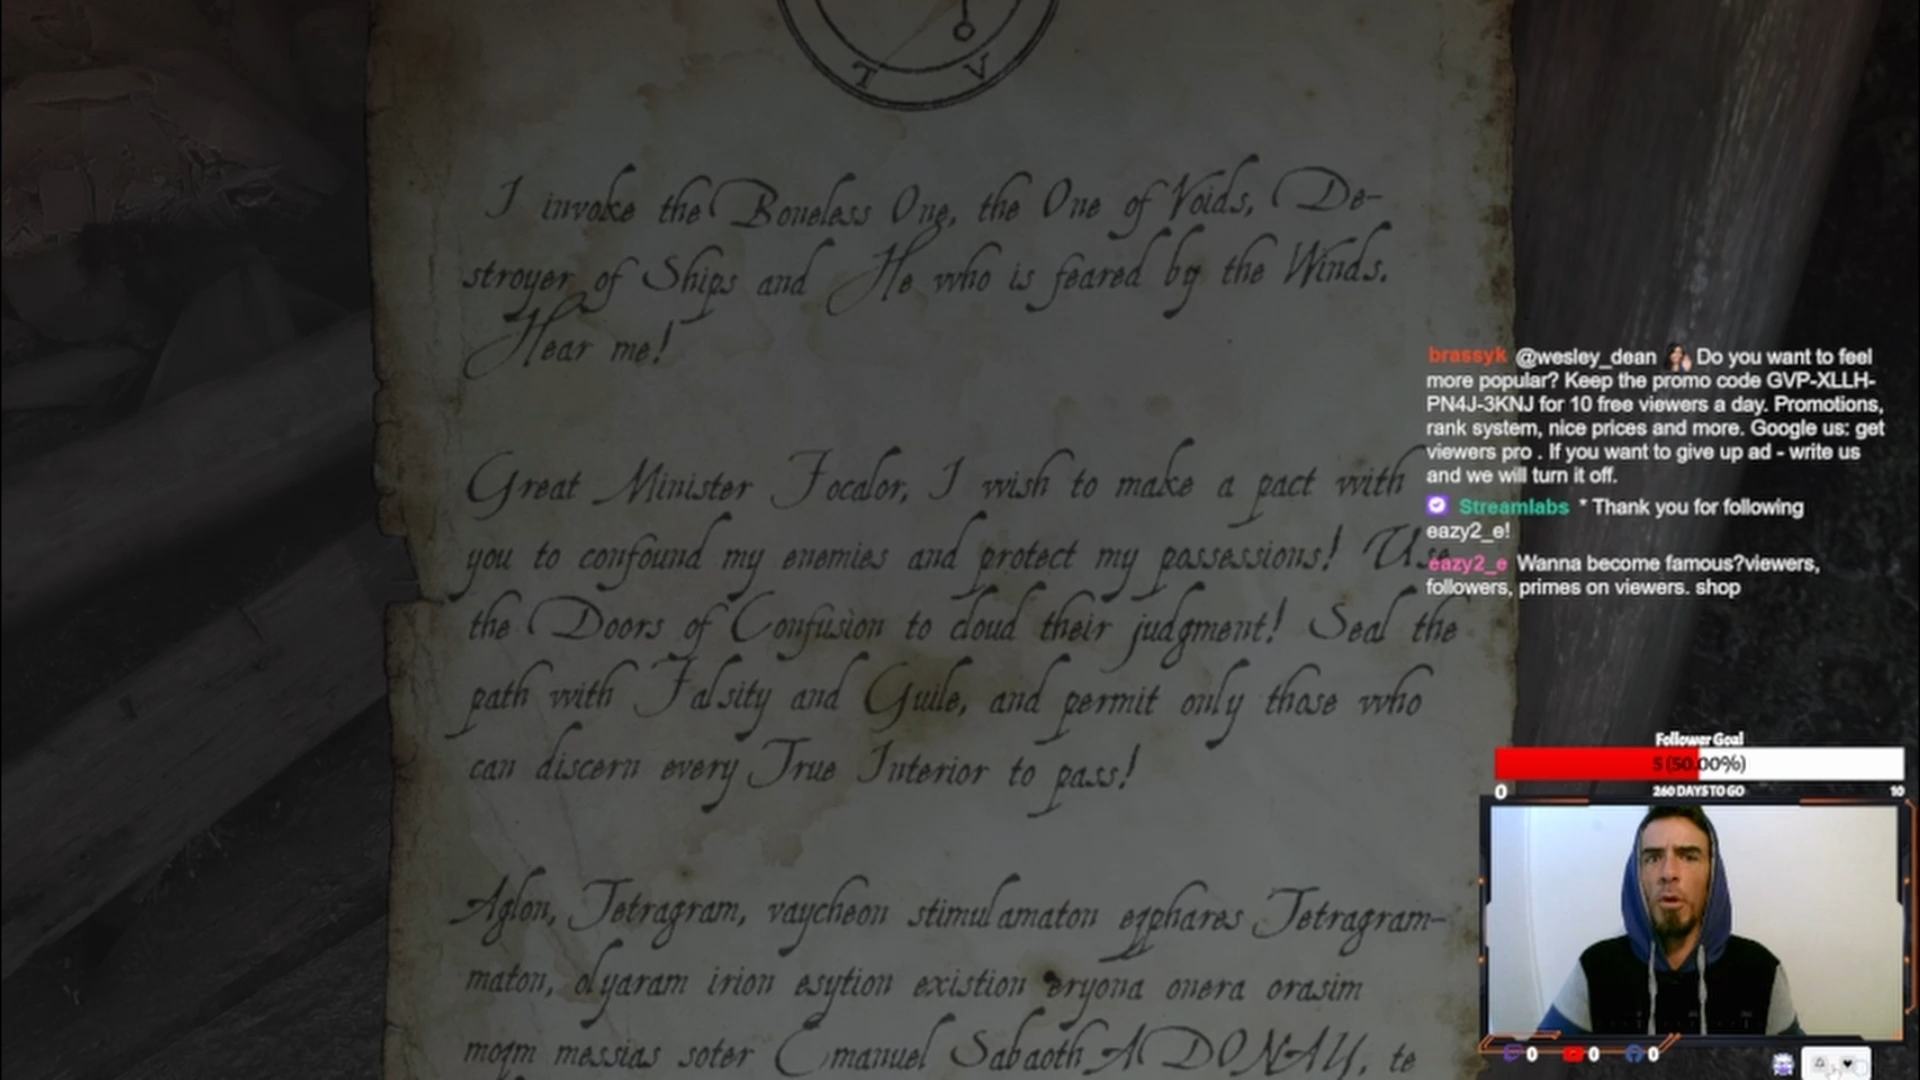 T V
I invoke the Boneless One, the One of Voids, De-
stroyer of Ships and He who is feared by the Winds.
Hear me!
Great Minister Focalor, I wish to make a pact with
you to confound my enemies and protect my possessions! Use
the Doors of Confusion to cloud their judgment! Seal the
path with Falsity and Guile, and permit only those who
can discern every True Interior to pass!
Aglon, Tetragram, vaycheon stimulamaton ezphares Tetragram-
maton, olyaram irion esytion existion eryona onera orasim
mozm messias soter Emanuel Sabaoth ADONAY, te
brassyk @wesley_dean Do you want to feel
more popular? Keep the promo code GVP-XLLH-
PN4J-3KNJ for 10 free viewers a day. Promotions,
rank system, nice prices and more. Google us: get
viewers pro . If you want to give up ad - write us
and we will turn it off.
Streamlabs * Thank you for following
eazy2_e!
eazy2_e Wanna become famous?viewers,
followers, primes on viewers. shop
Follower Goal
5 (50.00%)
0 260 DAYS TO GO 10
0 0 0